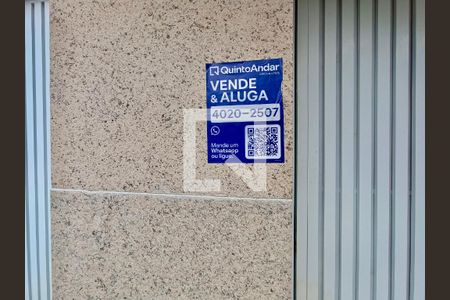 QuintoAndar
VENDE
& ALUGA
4020-2507
Mande um
Whatsapp
ou ligue